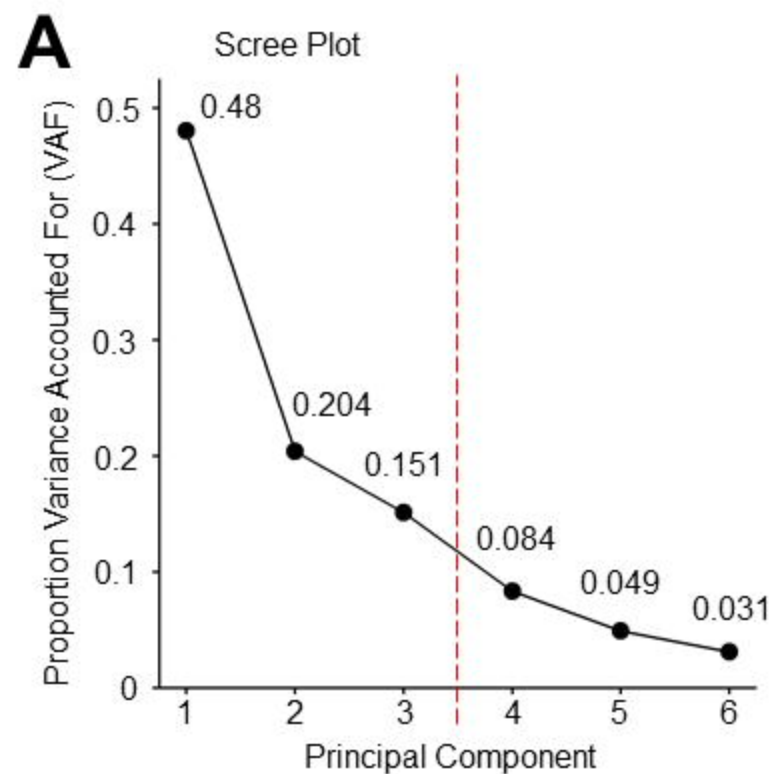 A
Scree Plot
Proportion Variance Accounted For (VAF)
0.5
0.4
0.3
0.2
0.1
0
0.48
0.204
0.151
0.084
0.049
0.031
1 2 3 4 5 6
Principal Component